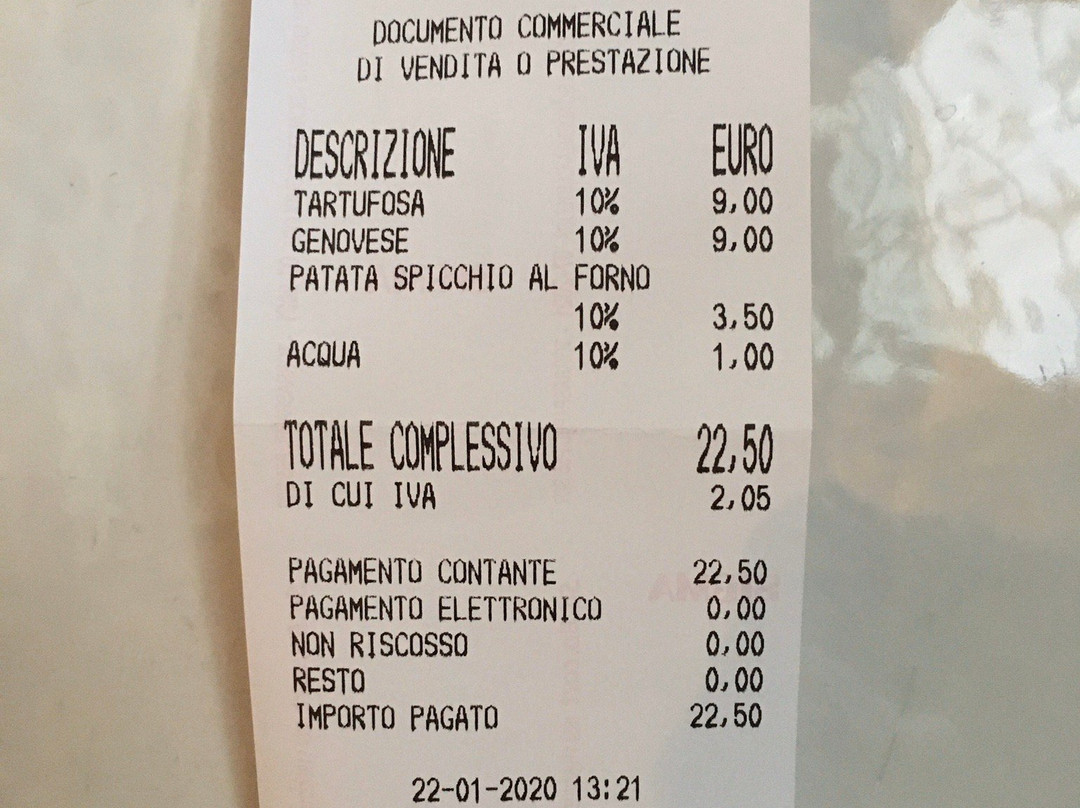 DOCUMENTO COMMERCIALE
DI VENDITA O PRESTAZIONE
DESCRIZIONE IVA EURO
TARTUFOSA 10% 9,00
GENOVESE 10% 9,00
PATATA SPICCHIO AL FORNO
10% 3,50
ACQUA 10% 1,00
TOTALE COMPLESSIVO 22,50
DI CUI IVA 2,05
PAGAMENTO CONTANTE 22,50
PAGAMENTO ELETTRONICO 0,00
NON RISCOSSO 0,00
RESTO 0,00
IMPORTO PAGATO 22,50
22-01-2020 13:21